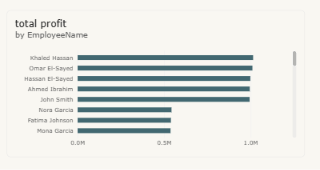 total profit
by EmployeeName
Khaled Hassan
Omar El-Sayed
Hassan El-Sayed
Ahmed Ibrahim
John Smith
Nora Garcia
Fatima Johnson
Mona Garcia
0.0M 0.5M 1.0M